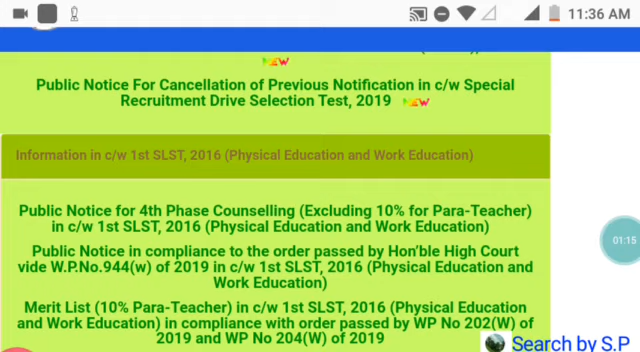 11:36 AM
Public Notice For Cancellation of Previous Notification in c/w Special
Recruitment Drive Selection Test, 2019
Information in c/w 1st SLST, 2016 (Physical Education and Work Education)
Public Notice for 4th Phase Counselling (Excluding 10% for Para-Teacher)
in c/w 1st SLST, 2016 (Physical Education and Work Education)
Public Notice in compliance to the order passed by Hon'ble High Court
vide W.P.No.944(w) of 2019 in c/w 1st SLST, 2016 (Physical Education and
Work Education)
01:15
Merit List (10% Para-Teacher) in c/w 1st SLST, 2016 (Physical Education
and Work Education) in compliance with order passed by WP No 202(W) of
2019 and WP No 204(W) of 2019
Search by S.P